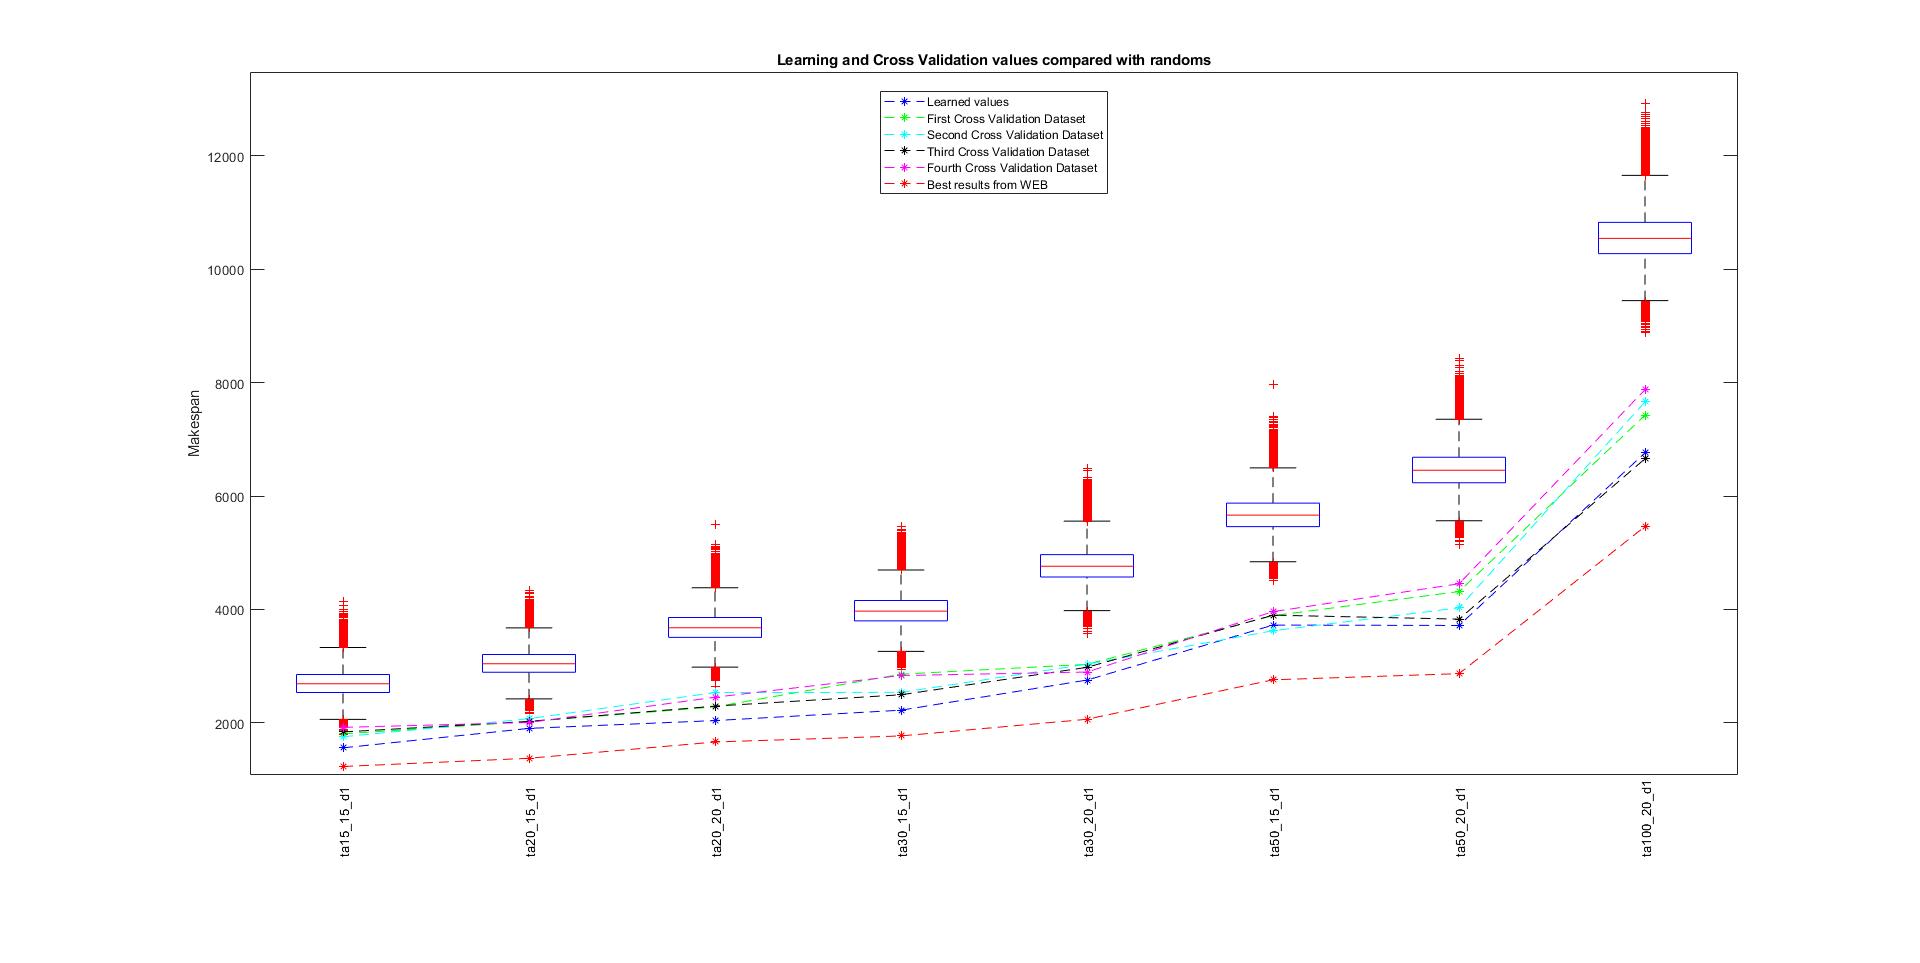 Learning and Cross Validation values compared with randoms
Learned values
First Cross Validation Dataset
Second Cross Validation Dataset
Third Cross Validation Dataset
Fourth Cross Validation Dataset
Best results from WEB
12000
10000
8000
6000
4000
2000
Makespan
ta15_15_d1
ta20_15_d1
ta20_20_d1
ta30_15_d1
ta30_20_d1
ta50_15_d1
ta50_20_d1
ta100_20_d1